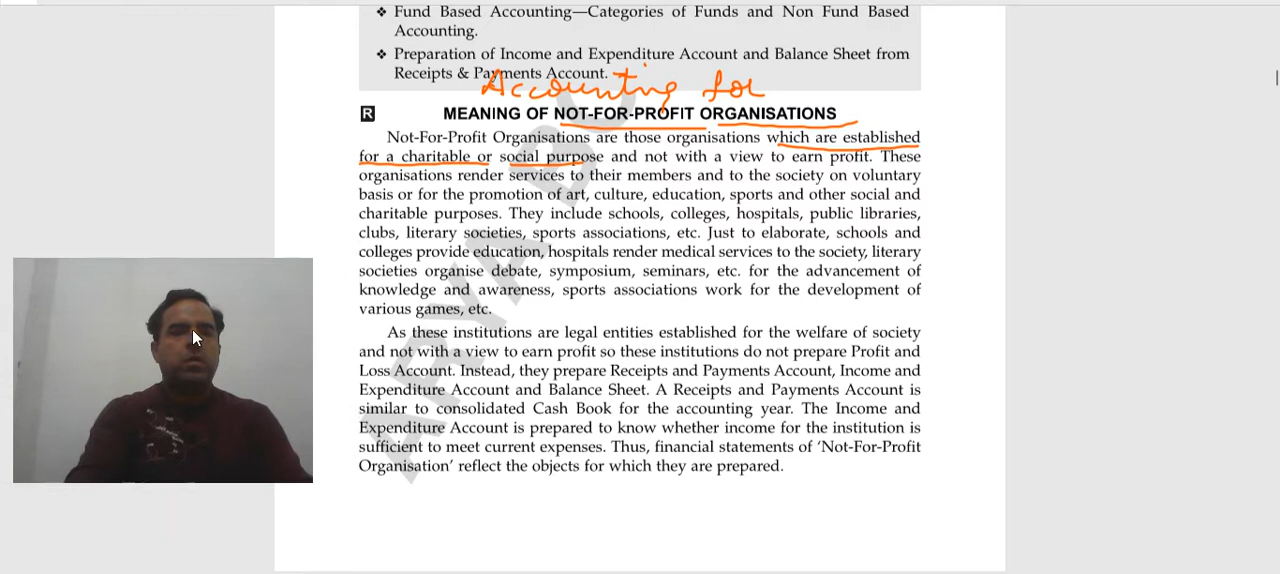 ❖ Fund Based Accounting—Categories of Funds and Non Fund Based
Accounting.
❖ Preparation of Income and Expenditure Account and Balance Sheet from
Receipts & Payments Account.
Accounting for
R MEANING OF NOT-FOR-PROFIT ORGANISATIONS
Not-For-Profit Organisations are those organisations which are established
for a charitable or social purpose and not with a view to earn profit. These
organisations render services to their members and to the society on voluntary
basis or for the promotion of art, culture, education, sports and other social and
charitable purposes. They include schools, colleges, hospitals, public libraries,
clubs, literary societies, sports associations, etc. Just to elaborate, schools and
colleges provide education, hospitals render medical services to the society, literary
societies organise debate, symposium, seminars, etc. for the advancement of
knowledge and awareness, sports associations work for the development of
various games, etc.
As these institutions are legal entities established for the welfare of society
and not with a view to earn profit so these institutions do not prepare Profit and
Loss Account. Instead, they prepare Receipts and Payments Account, Income and
Expenditure Account and Balance Sheet. A Receipts and Payments Account is
similar to consolidated Cash Book for the accounting year. The Income and
Expenditure Account is prepared to know whether income for the institution is
sufficient to meet current expenses. Thus, financial statements of ‘Not-For-Profit
Organisation’ reflect the objects for which they are prepared.